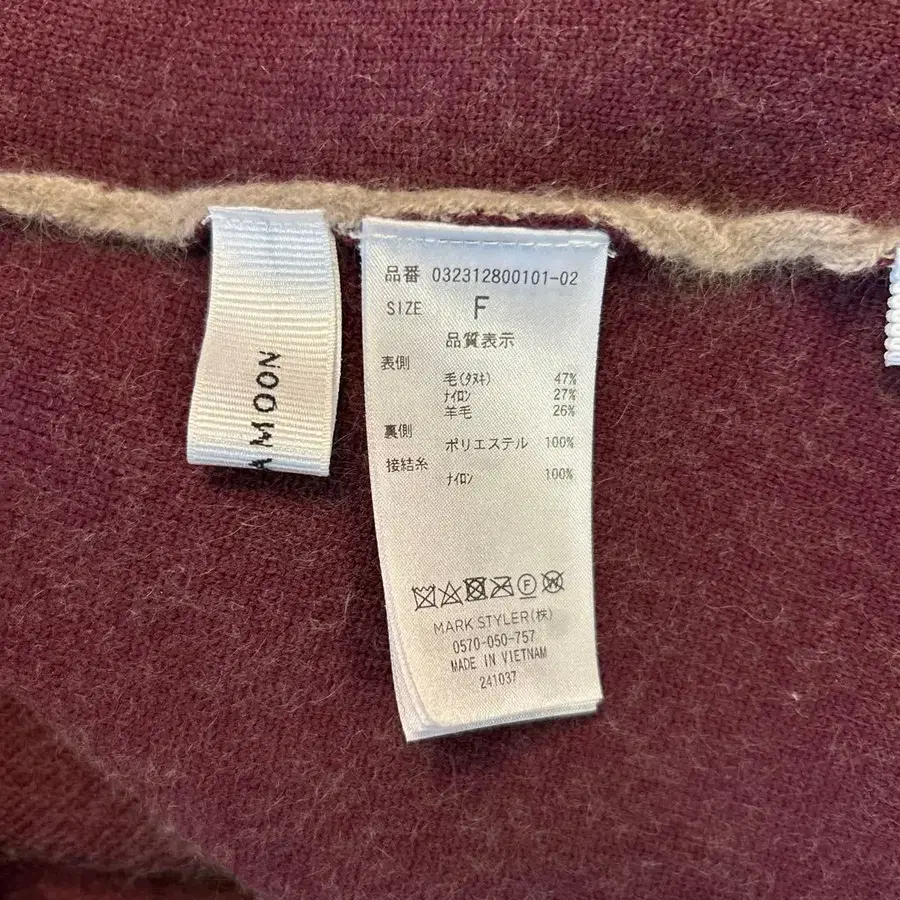 A MOON
品番 032312800101-02
SIZE F
品質表示
表側
毛(タヌキ) 47%
ナイロン 27%
羊毛 26%
裏側
ポリエステル 100%
接結糸
ナイロン 100%
F W
MARK STYLER(株)
0570-050-757
MADE IN VIETNAM
241037